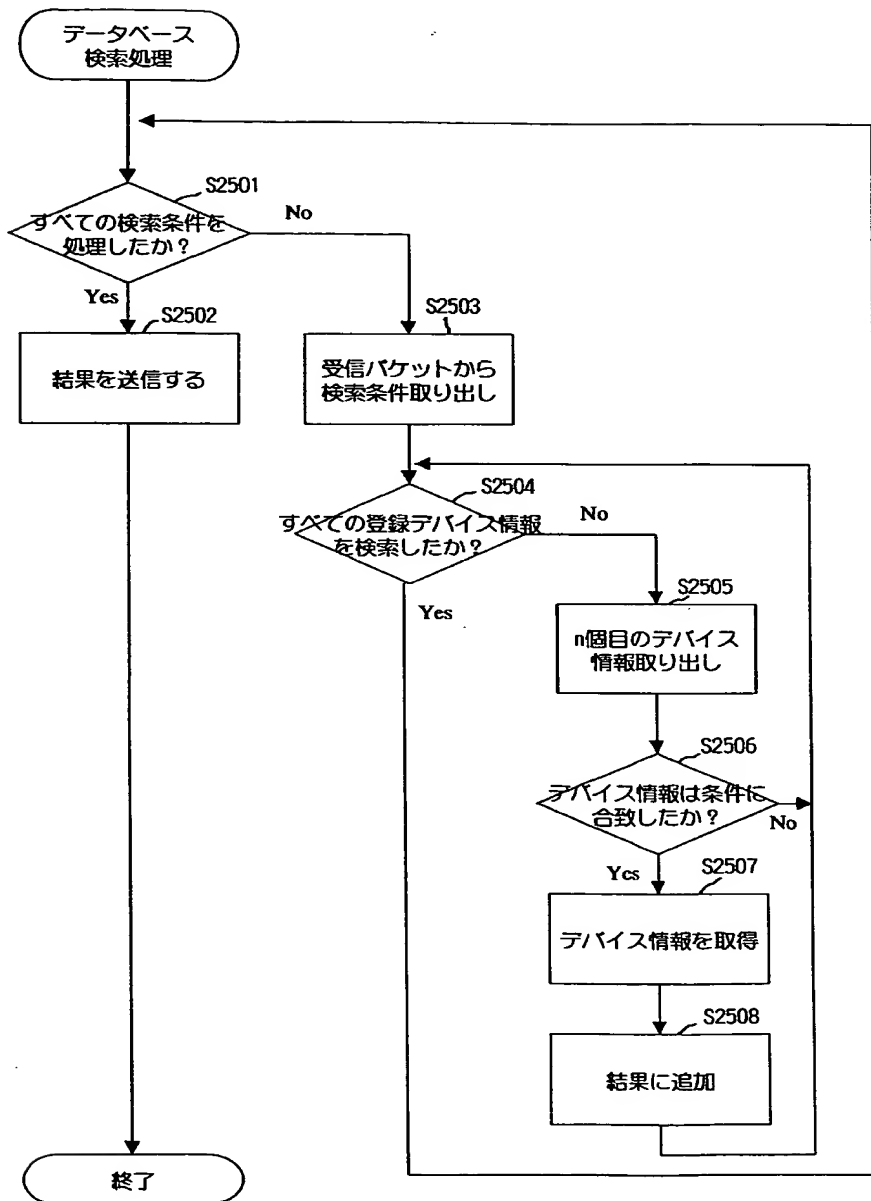 データベース
検索処理
S2501
すべての検索条件を
処理したか？
No
Yes
S2502
結果を送信する
S2503
受信パケットから
検索条件取り出し
S2504
すべての登録デバイス情報
を検索したか？
No
Yes
S2505
n個目のデバイス
情報取り出し
S2506
デバイス情報は条件に
合致したか？
No
Yes
S2507
デバイス情報を取得
S2508
結果に追加
終了